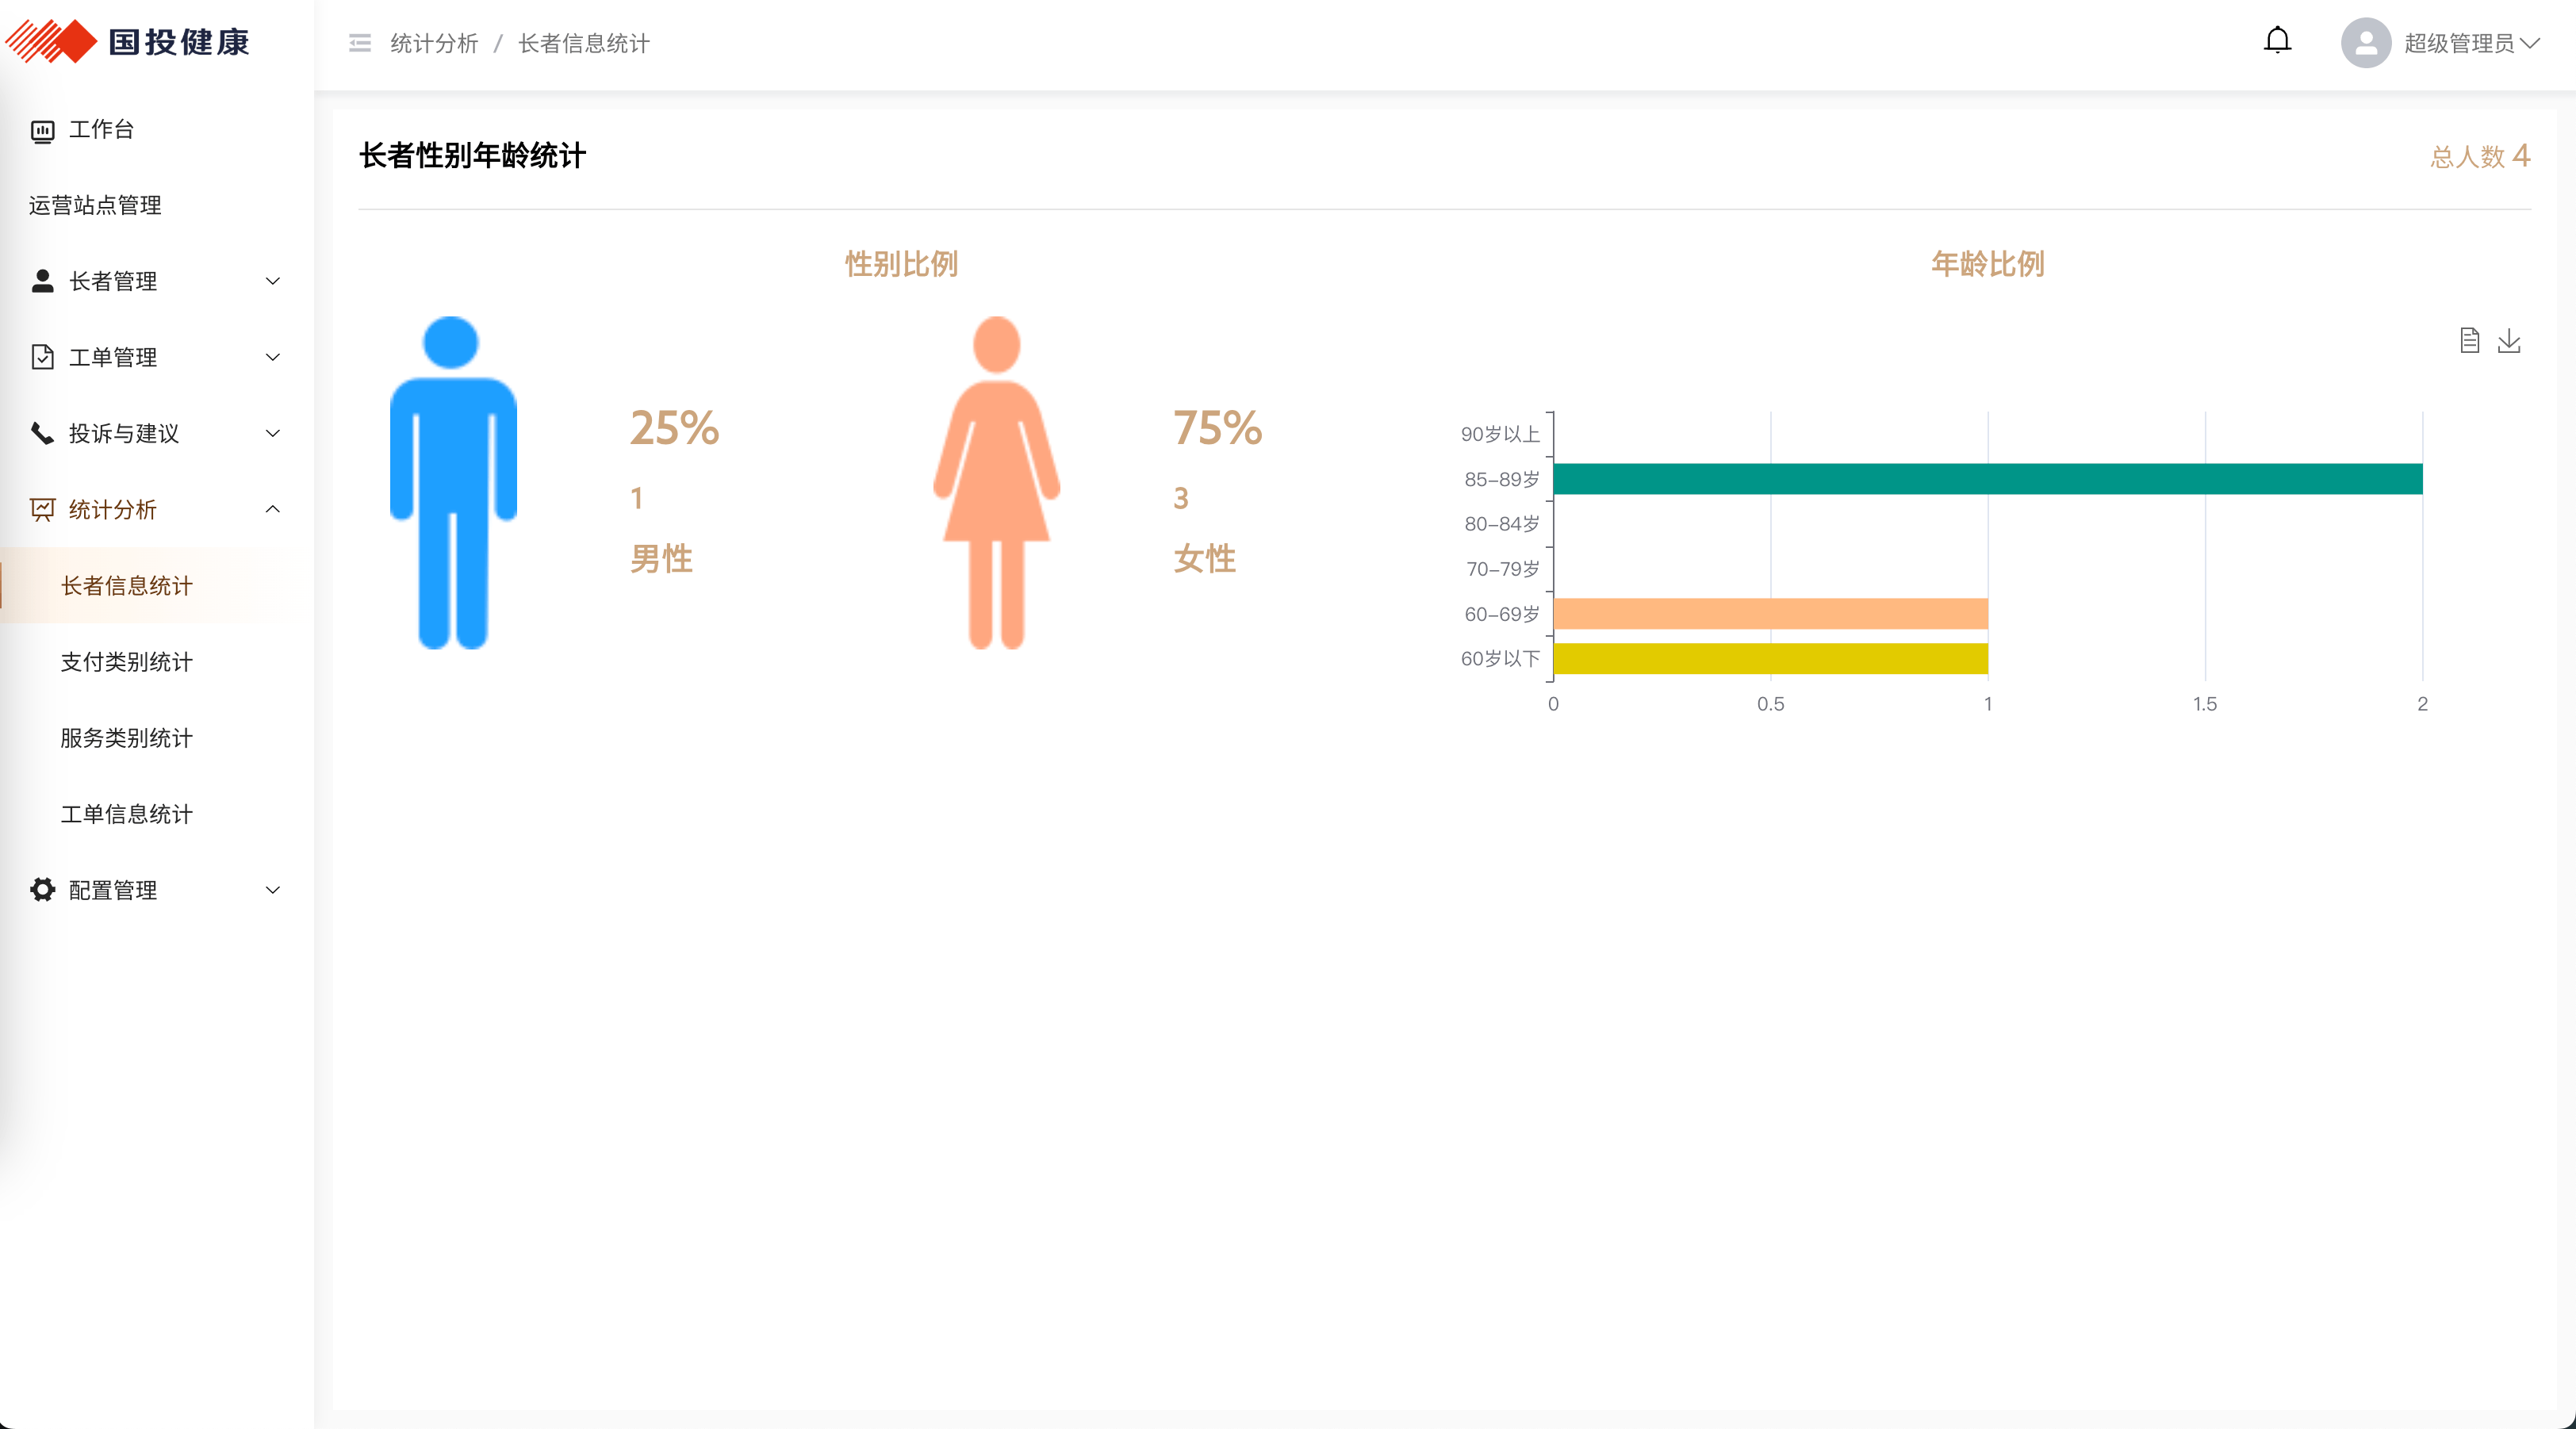 国投健康
统计分析 / 长者信息统计
超级管理员
工作台
运营站点管理
长者管理
工单管理
投诉与建议
统计分析
长者信息统计
支付类别统计
服务类别统计
工单信息统计
配置管理
长者性别年龄统计
总人数 4
性别比例
25%
1
男性
75%
3
女性
年龄比例
90岁以上
85-89岁
80-84岁
70-79岁
60-69岁
60岁以下
0 0.5 1 1.5 2